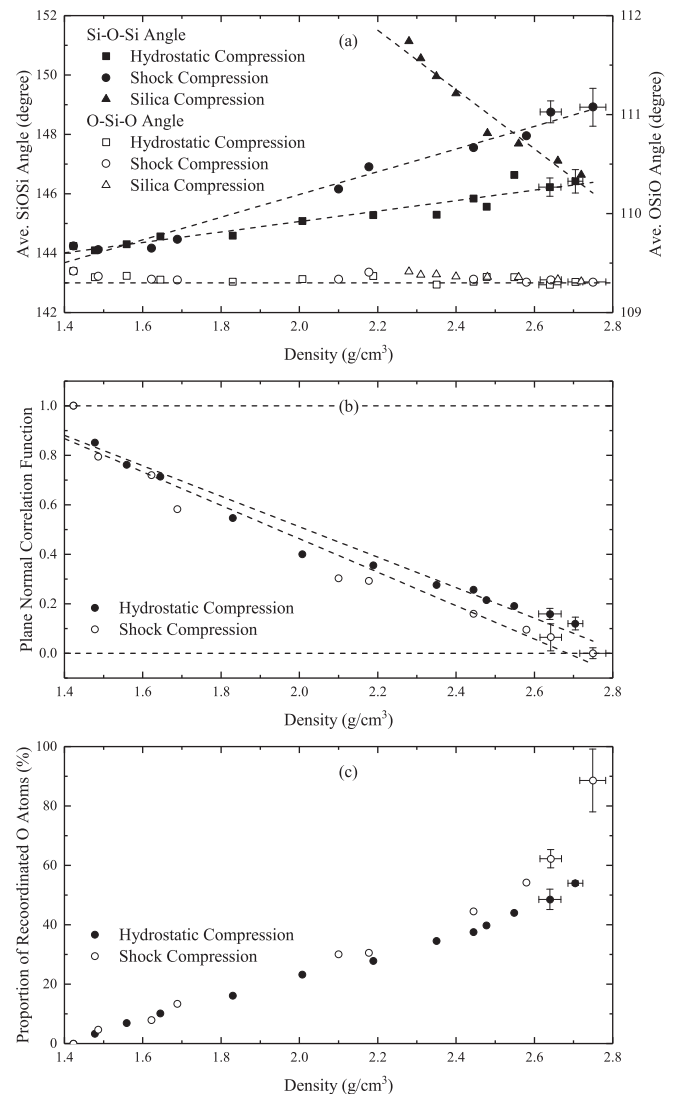 152
150
148
146
144
142
112
111
110
109
Ave. SiOSi Angle (degree)
Ave. OSiO Angle (degree)
(a)
Si-O-Si Angle
Hydrostatic Compression
Shock Compression
Silica Compression
O-Si-O Angle
Hydrostatic Compression
Shock Compression
Silica Compression
1.4 1.6 1.8 2.0 2.2 2.4 2.6 2.8
Density (g/cm³)
1.0
0.8
0.6
0.4
0.2
0.0
Plane Normal Correlation Function
(b)
Hydrostatic Compression
Shock Compression
1.4 1.6 1.8 2.0 2.2 2.4 2.6 2.8
Density (g/cm³)
100
80
60
40
20
0
Proportion of Recoordinated O Atoms (%)
(c)
Hydrostatic Compression
Shock Compression
1.4 1.6 1.8 2.0 2.2 2.4 2.6 2.8
Density (g/cm³)